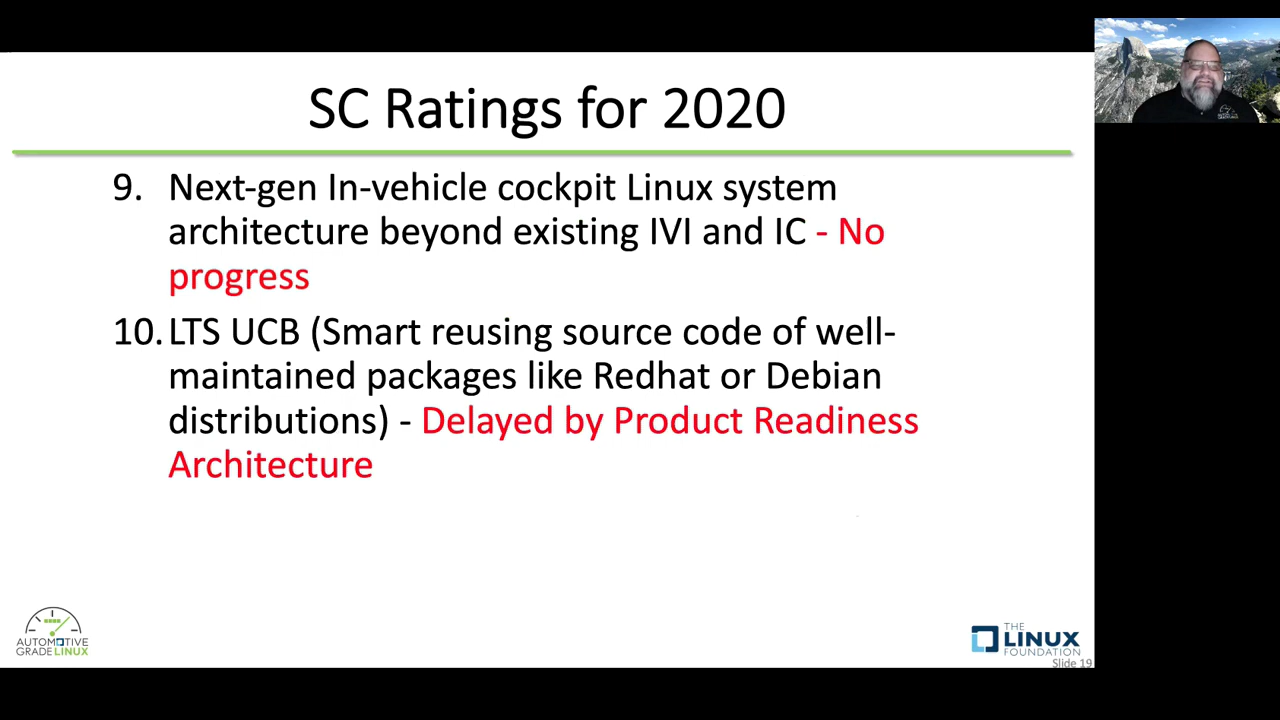 SC Ratings for 2020
9. Next-gen In-vehicle cockpit Linux system
architecture beyond existing IVI and IC - No
progress
10. LTS UCB (Smart reusing source code of well-
maintained packages like Redhat or Debian
distributions) - Delayed by Product Readiness
Architecture
AUTOMOTIVE
GRADELINUX
THE
LINUX
FOUNDATION
Slide 19